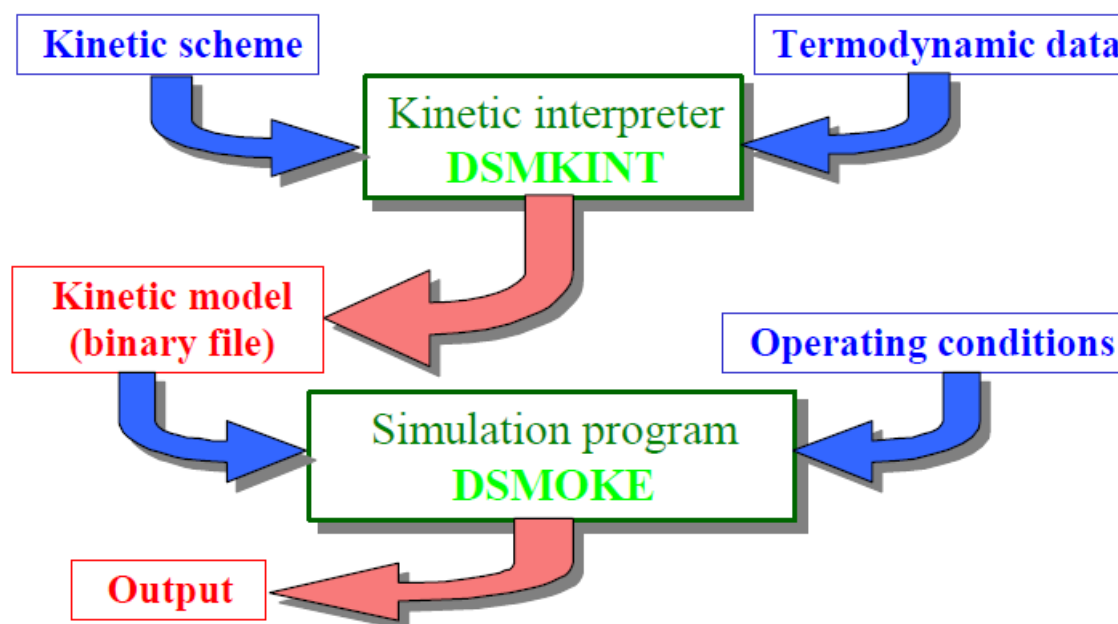 Kinetic scheme
Termodynamic data
Kinetic interpreter
DSMKINT
Kinetic model
(binary file)
Operating conditions
Simulation program
DSMOKE
Output